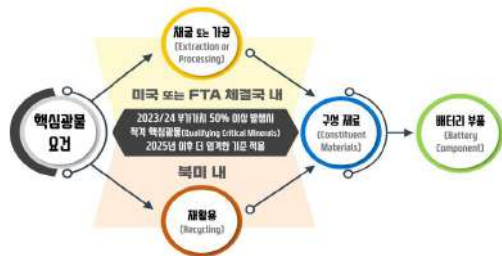 채굴 또는 가공
(Extraction or
Processing)
미국 또는 FTA 체결국 내
핵심광물
요건
2023/24 부가가치 50% 이상 발생시
적격 핵심광물(Qualifying Critical Minerals)
2025년 이후 더 엄격한 기준 적용
구성 재료
(Constituent
Materials)
배터리 부품
(Battery
Component)
북미 내
재활용
(Recycling)